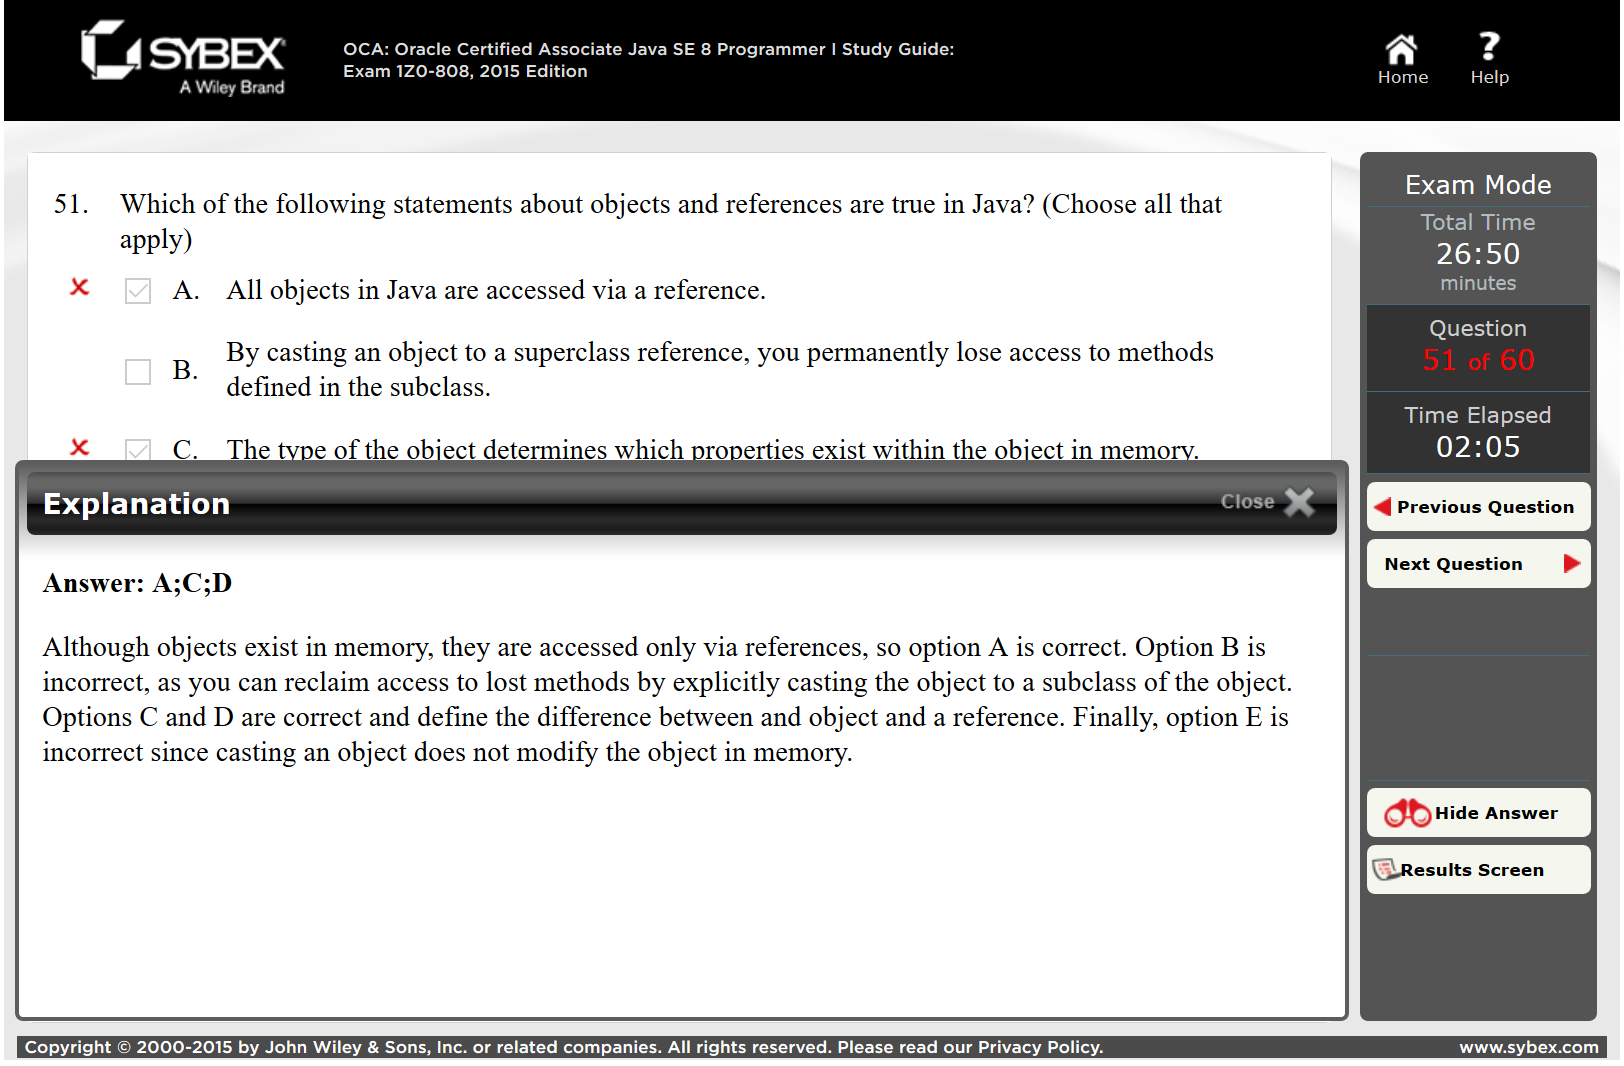 SYBEX
A Wiley Brand
OCA: Oracle Certified Associate Java SE 8 Programmer I Study Guide:
Exam 1Z0-808, 2015 Edition
Home
Help
51. Which of the following statements about objects and references are true in Java? (Choose all that
apply)
A. All objects in Java are accessed via a reference.
B. By casting an object to a superclass reference, you permanently lose access to methods
defined in the subclass.
C. The type of the object determines which properties exist within the object in memory.
Explanation
Close
Answer: A;C;D
Although objects exist in memory, they are accessed only via references, so option A is correct. Option B is
incorrect, as you can reclaim access to lost methods by explicitly casting the object to a subclass of the object.
Options C and D are correct and define the difference between and object and a reference. Finally, option E is
incorrect since casting an object does not modify the object in memory.
Exam Mode
Total Time
26:50
minutes
Question
51 of 60
Time Elapsed
02:05
Previous Question
Next Question
Hide Answer
Results Screen
Copyright © 2000-2015 by John Wiley & Sons, Inc. or related companies. All rights reserved. Please read our Privacy Policy.
www.sybex.com